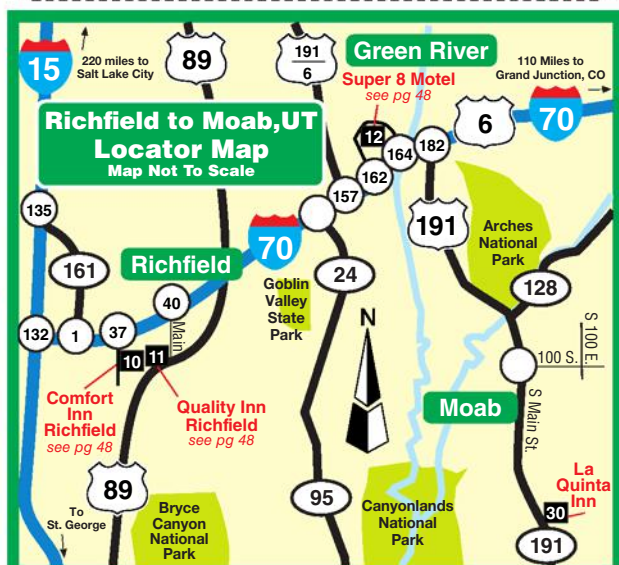 15
220 miles to
Salt Lake City
89
191
6
Green River
Super 8 Motel
see pg 48
110 Miles to
Grand Junction, CO
6
70
Richfield to Moab,UT
Locator Map
Map Not To Scale
12
164
182
162
157
135
161
191
Arches
National
Park
70
Richfield
24
128
Goblin
Valley
State
Park
40
Main
N
S 100 E.
132
1
37
10
11
100 S.
Comfort
Inn
Richfield
see pg 48
Quality Inn
Richfield
see pg 48
Moab
S Main St.
89
95
La
Quinta
Inn
30
To
St. George
Bryce
Canyon
National
Park
Canyonlands
National
Park
191